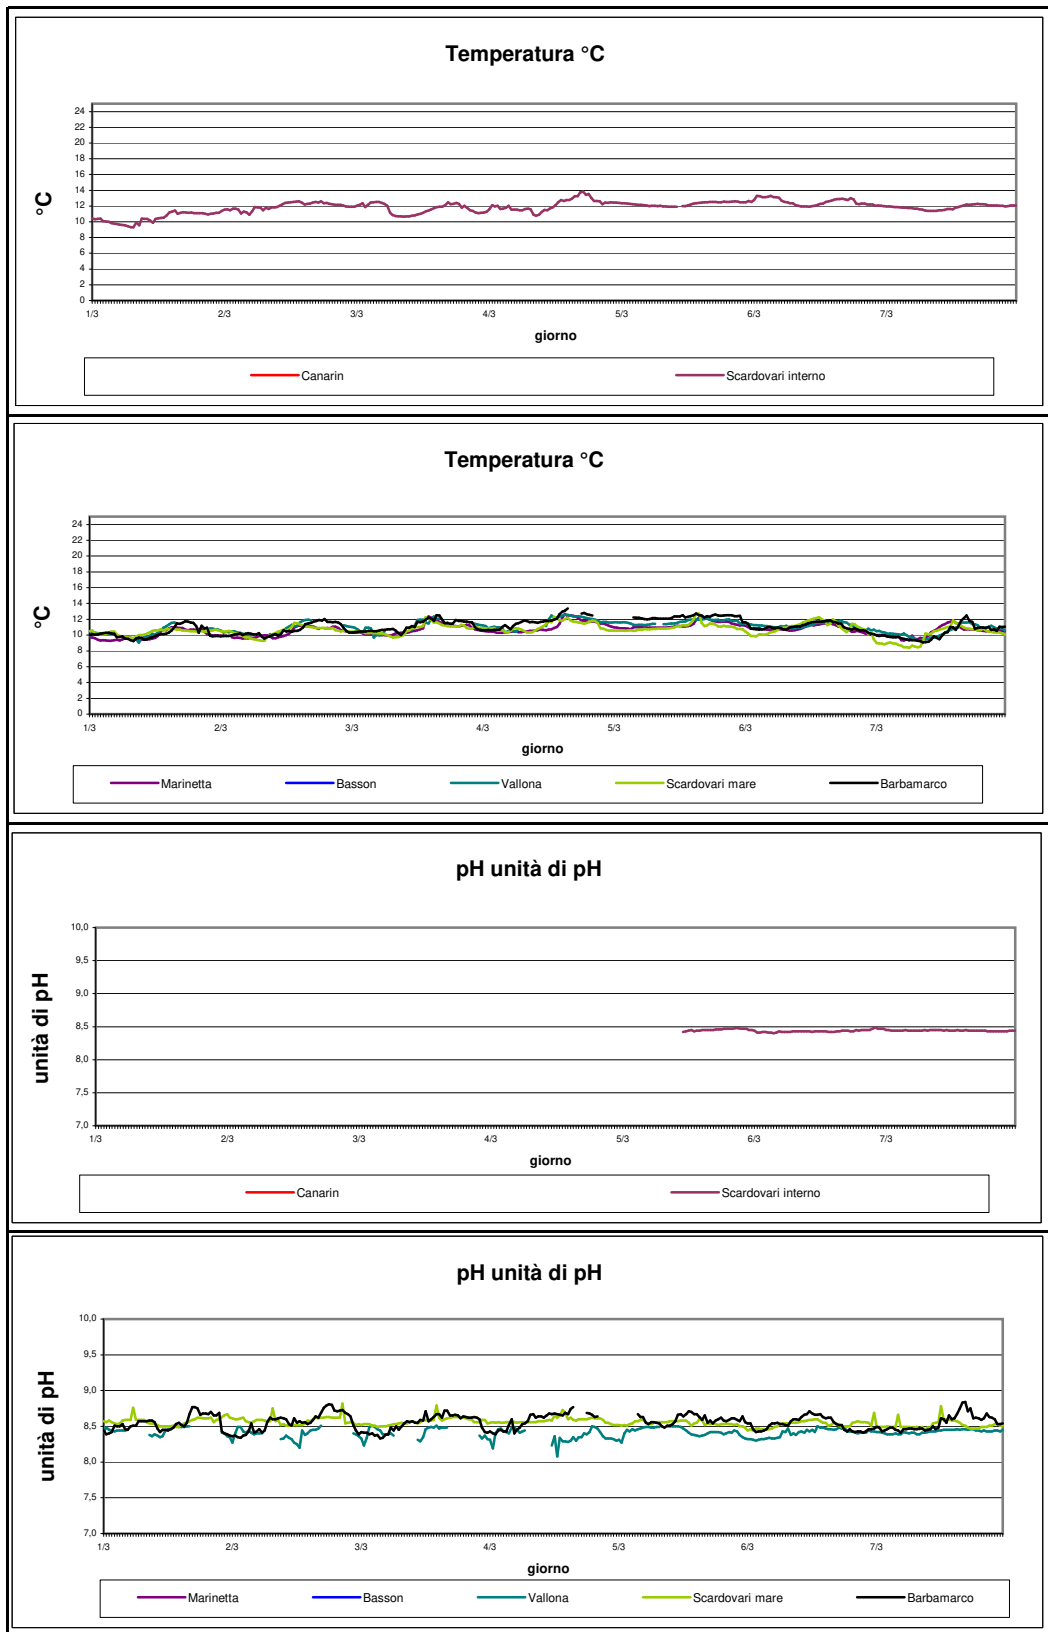 Temperatura °C
24
22
20
18
16
14
12
10
8
6
4
2
0
°C
1/3 2/3 3/3 4/3 5/3 6/3 7/3
giorno
Canarin Scardovari interno
Temperatura °C
24
22
20
18
16
14
12
10
8
6
4
2
0
°C
1/3 2/3 3/3 4/3 5/3 6/3 7/3
giorno
Marinetta Basson Vallona Scardovari mare Barbamarco
pH unità di pH
10,0
9,5
9,0
8,5
8,0
7,5
7,0
unità di pH
1/3 2/3 3/3 4/3 5/3 6/3 7/3
giorno
Canarin Scardovari interno
pH unità di pH
10,0
9,5
9,0
8,5
8,0
7,5
7,0
unità di pH
1/3 2/3 3/3 4/3 5/3 6/3 7/3
giorno
Marinetta Basson Vallona Scardovari mare Barbamarco